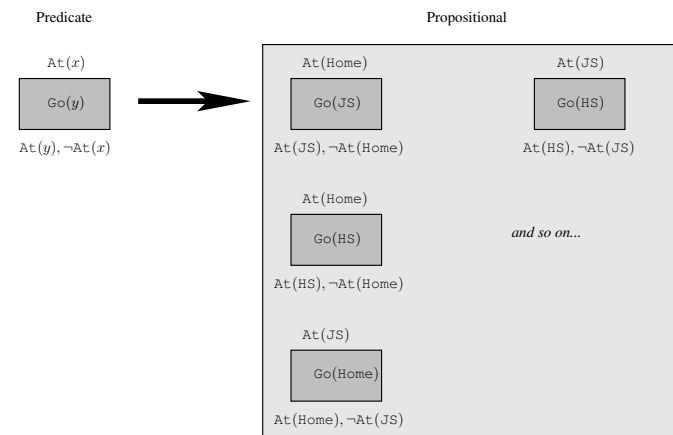 Predicate
Propositional
At(x)
Go(y)
At(y), ¬At(x)
At(Home)
Go(JS)
At(JS), ¬At(Home)
At(JS)
Go(HS)
At(HS), ¬At(JS)
At(Home)
Go(HS)
At(HS), ¬At(Home)
and so on...
At(JS)
Go(Home)
At(Home), ¬At(JS)